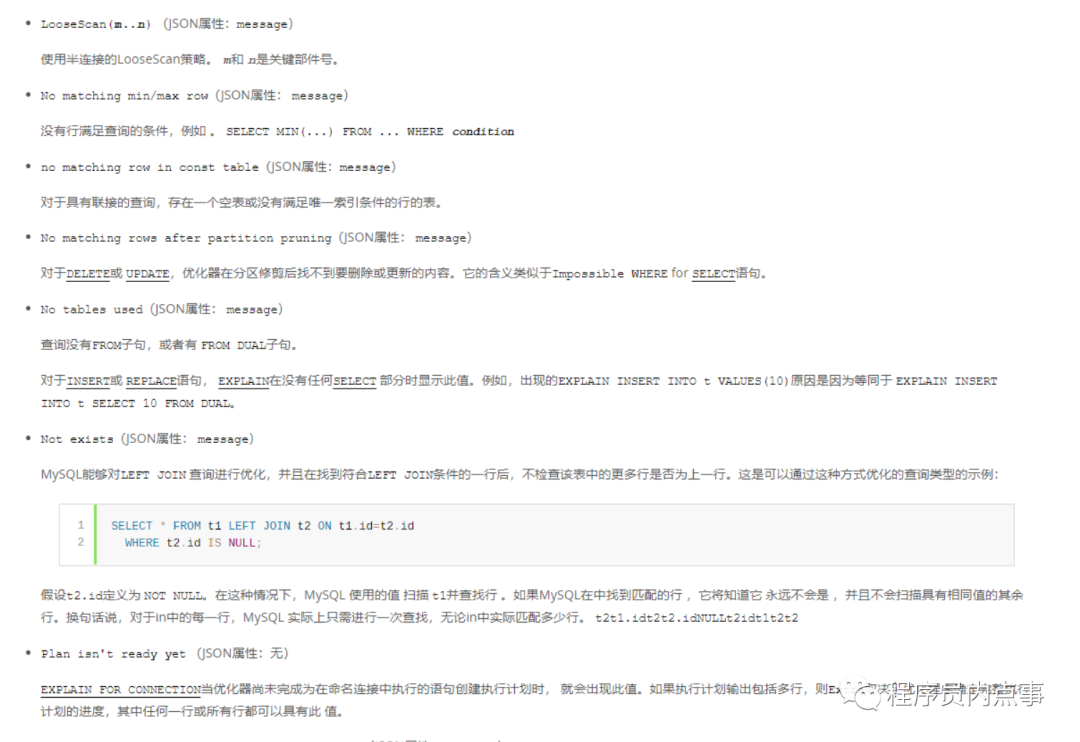 LooseScan(m..n) （JSON属性：message）
使用半连接的LooseScan策略。 m和 n是关键部件号。
No matching min/max row（JSON属性： message）
没有行满足查询的条件，例如 。 SELECT MIN(...) FROM ... WHERE condition
no matching row in const table（JSON属性：message）
对于具有联接的查询，存在一个空表或没有满足唯一索引条件的行的表。
No matching rows after partition pruning（JSON属性： message）
对于DELETE或 UPDATE，优化器在分区修剪后找不到要删除或更新的内容。它的含义类似于Impossible WHERE for SELECT语句。
No tables used（JSON属性： message）
查询没有FROM子句，或者有 FROM DUAL子句。
对于INSERT或 REPLACE语句， EXPLAIN在没有任何SELECT 部分时显示此值。例如，出现的EXPLAIN INSERT INTO t VALUES(10)原因是因为等同于 EXPLAIN INSERT
INTO t SELECT 10 FROM DUAL。
Not exists（JSON属性： message）
MySQL能够对LEFT JOIN 查询进行优化，并且在找到符合LEFT JOIN条件的一行后，不检查该表中的更多行是否为上一行。这是可以通过这种方式优化的查询类型的示例：
1 SELECT * FROM t1 LEFT JOIN t2 ON t1.id=t2.id
2 WHERE t2.id IS NULL;
假设t2.id定义为 NOT NULL。在这种情况下，MySQL 使用的值 扫描 t1并查找行 。如果MySQL在中找到匹配的行 ，它将知道它 永远不会是 ，并且不会扫描具有相同值的其余
行。换句话说，对于in中的每一行，MySQL 实际上只需进行一次查找，无论in中实际匹配多少行。 t2t1.idt2t2.idNULLt2idt1t2t2
Plan isn't ready yet （JSON属性：无）
EXPLAIN FOR CONNECTION当优化器尚未完成为在命名连接中执行的语句创建执行计划时， 就会出现此值。如果执行计划输出包括多行，则
计划的进度，其中任何一行或所有行都可以具有此 值。
程序员内点事